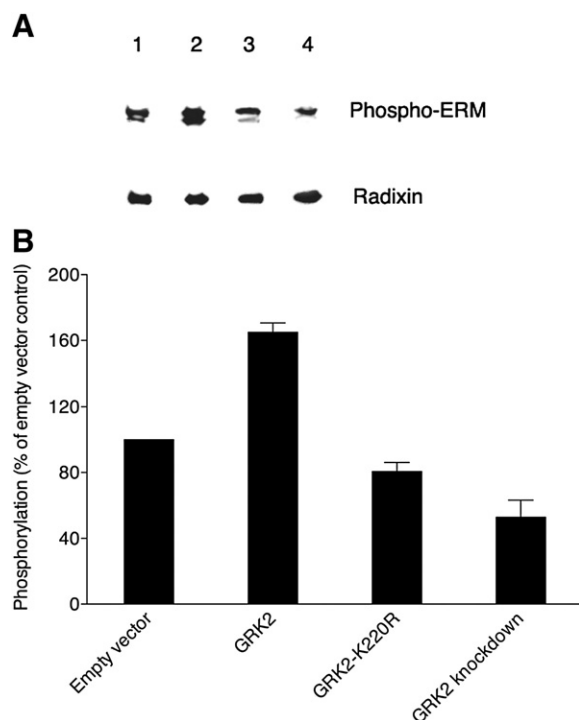 A
1 2 3 4
Phospho-ERM
Radixin
B
Phosphorylation (% of empty vector control)
200
160
120
80
40
0
Empty vector
GRK2
GRK2-K220R
GRK2 knockdown